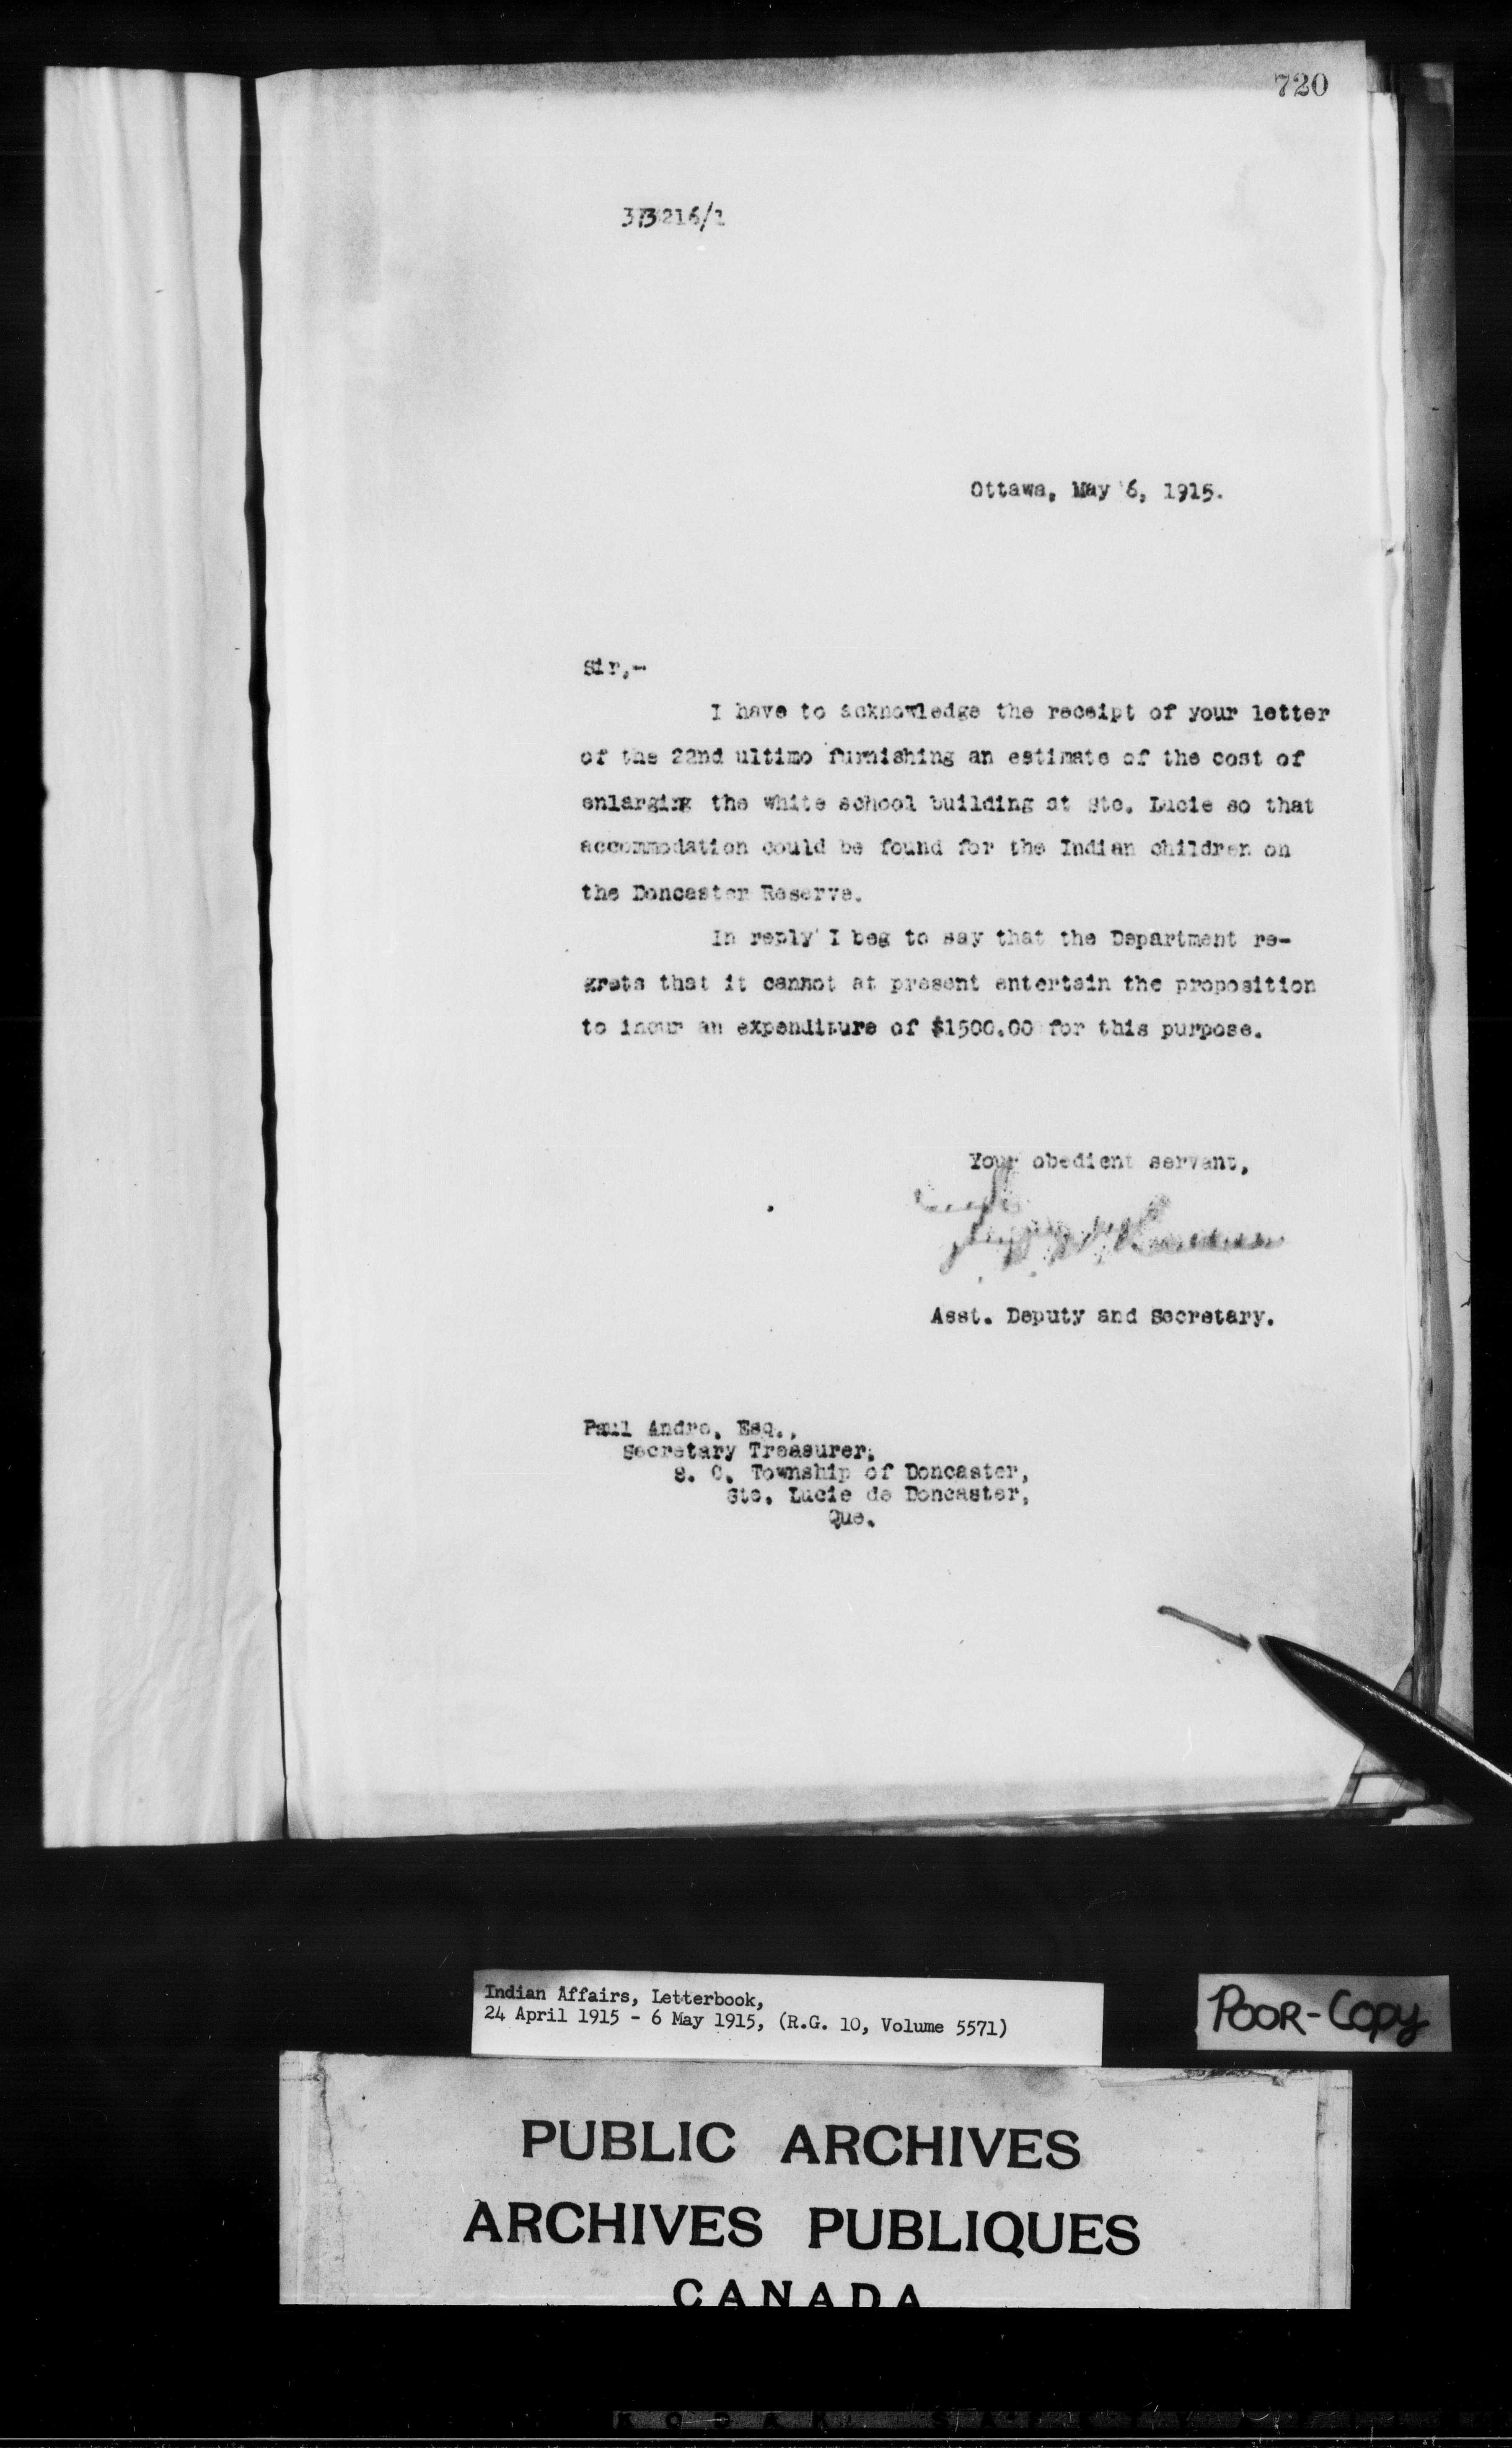 720
373216/1
Ottawa, May 6, 1915.
Sir,-
I have to acknowledge the receipt of your letter
of the 22nd ultimo furnishing an estimate of the cost of
enlarging the white school building at Ste. Lucie so that
accommodation could be found for the Indian children on
the Doncaster Reserve.
In reply I beg to say that the Department re-
grets that it cannot at present entertain the proposition
to incur an expenditure of $1500.00 for this purpose.
Your obedient servant,
Asst. Deputy and Secretary.
Paul Andre, Esq.,
Secretary Treasurer,
S. C. Township of Doncaster,
Ste. Lucie de Doncaster,
Que.
Indian Affairs, Letterbook,
24 April 1915 - 6 May 1915, (R.G. 10, Volume 5571)
POOR-COPY
PUBLIC ARCHIVES
ARCHIVES PUBLIQUES
CANADA